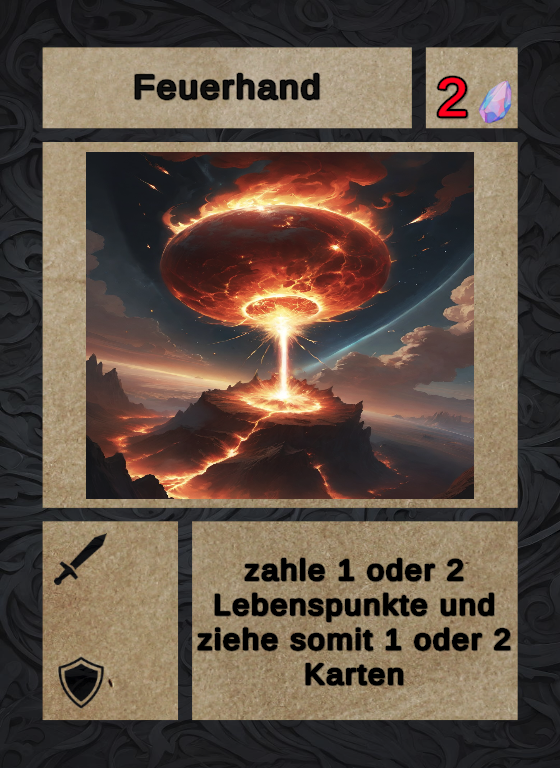 Feuerhand
2
zahle 1 oder 2
Lebenspunkte und
ziehe somit 1 oder 2
Karten